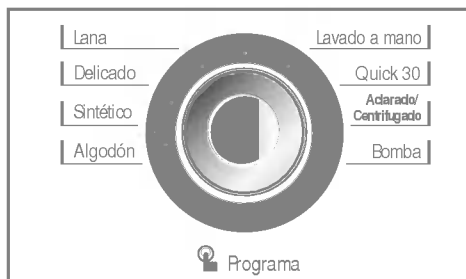 Lana
Lavado a mano
Delicado
Quick 30
Sintético
Aclarado/
Centrifugado
Algodón
Bomba
Programa